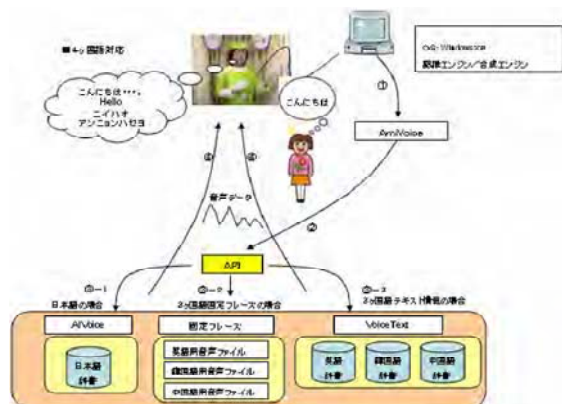 ■4ヶ国語対応
こんにちは・・・。
Hello
ニイハオ
アンニョンハセヨ
こんにちは
OS: Windows
認識エンジン/合成エンジン
①
AmiVoice
②
音声データ
④
④
API
③-1
③-2
③-3
日本語の場合
3ヶ国語固定フレーズの場合
3ヶ国語テキスト情報の場合
AIVoice
固定フレーズ
VoiceText
日本語
辞書
英語用音声ファイル
韓国語用音声ファイル
中国語用音声ファイル
英語
辞書
韓国語
辞書
中国語
辞書